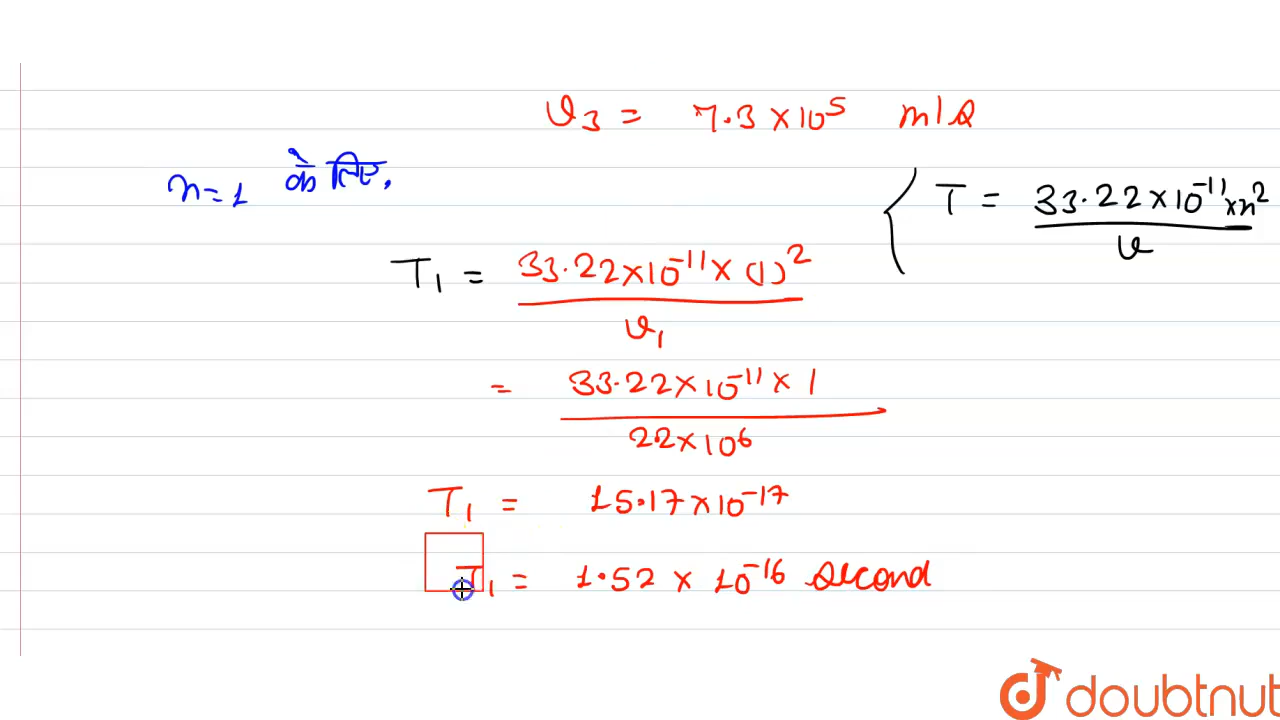 v₃ = 7.3 × 10⁵ m/s
n = 1 के लिए,
T = 33.22 × 10⁻¹¹ × n²
v
T₁ = 33.22 × 10⁻¹¹ × (1)²
v₁
= 33.22 × 10⁻¹¹ × 1
22 × 10⁶
T₁ = 15.17 × 10⁻¹⁷
T₁ = 1.52 × 10⁻¹⁶ second
doubtnut